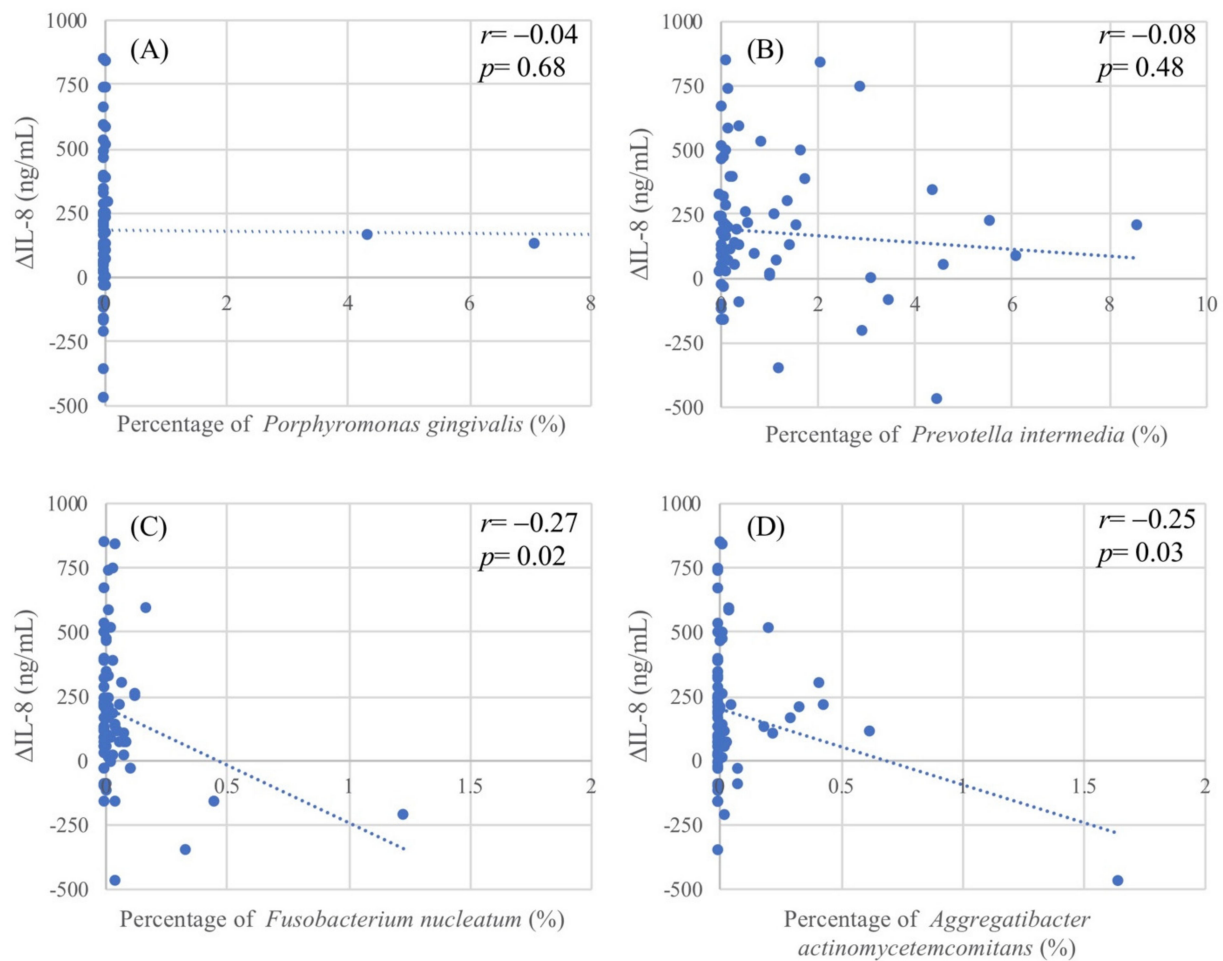 (A)
r= –0.04
p= 0.68
1000
750
500
250
0
-250
-500
ΔIL-8 (ng/mL)
0 2 4 6 8
Percentage of Porphyromonas gingivalis (%)
(B)
r= –0.08
p= 0.48
1000
750
500
250
0
-250
-500
ΔIL-8 (ng/mL)
0 2 4 6 8 10
Percentage of Prevotella intermedia (%)
(C)
r= –0.27
p= 0.02
1000
750
500
250
0
-250
-500
ΔIL-8 (ng/mL)
0 0.5 1 1.5 2
Percentage of Fusobacterium nucleatum (%)
(D)
r= –0.25
p= 0.03
1000
750
500
250
0
-250
-500
ΔIL-8 (ng/mL)
0 0.5 1 1.5 2
Percentage of Aggregatibacter
actinomycetemcomitans (%)